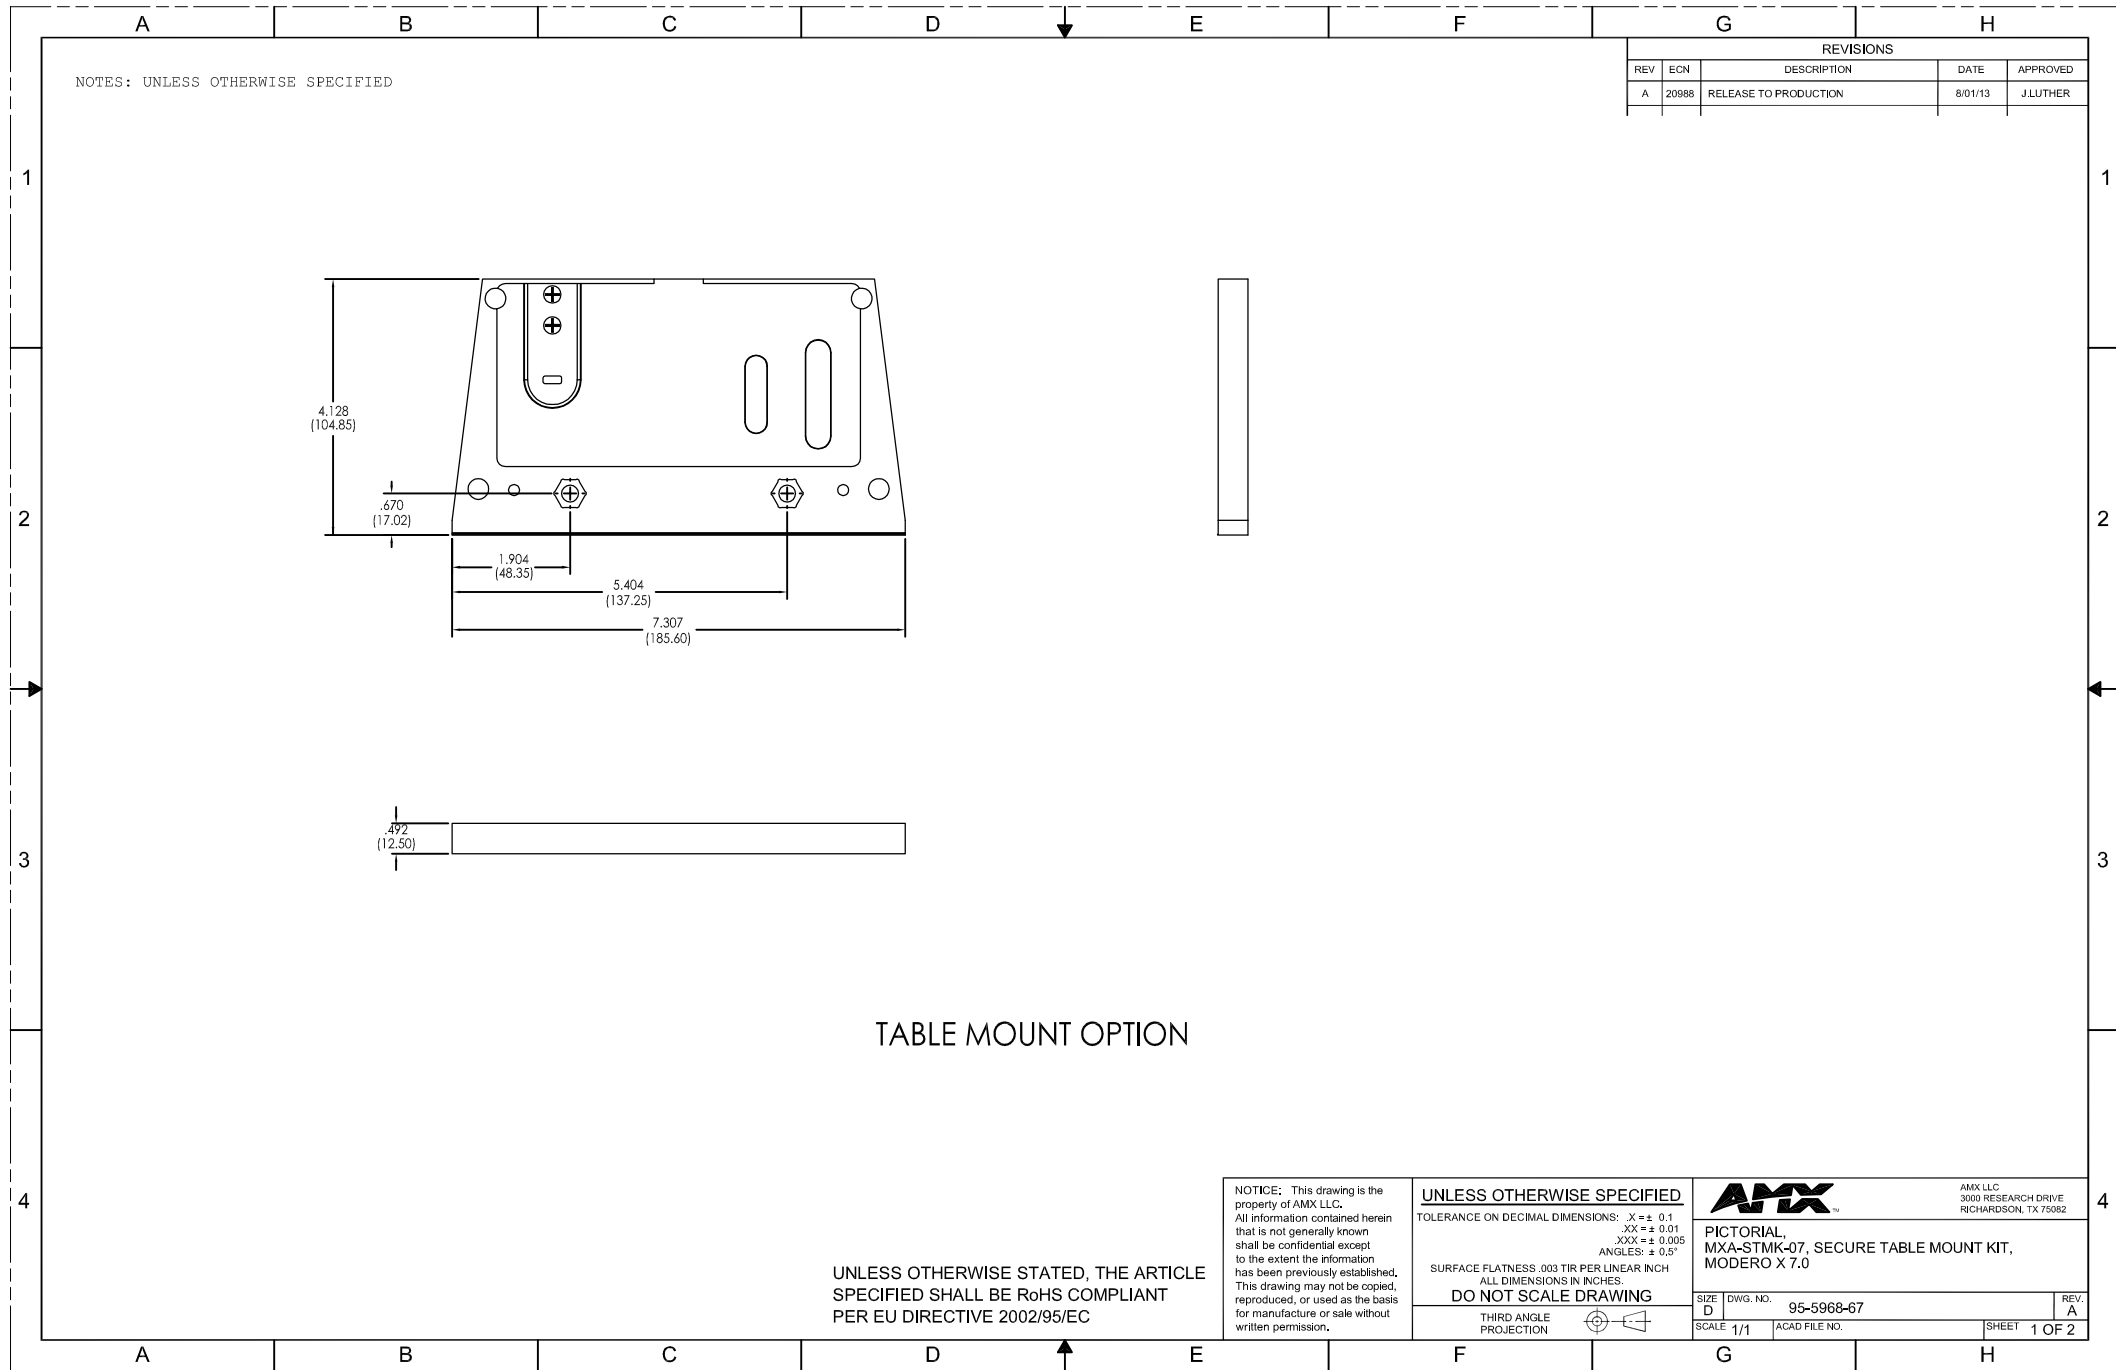 A B C D E F G H
REVISIONS
REV ECN DESCRIPTION DATE APPROVED
A 20988 RELEASE TO PRODUCTION 8/01/13 J.LUTHER
NOTES: UNLESS OTHERWISE SPECIFIED
1 1
4.128
(104.85)
.670
(17.02)
2 2
1.904
(48.35)
5.404
(137.25)
7.307
(185.60)
.492
(12.50)
3 3
TABLE MOUNT OPTION
4 4
UNLESS OTHERWISE STATED, THE ARTICLE
SPECIFIED SHALL BE RoHS COMPLIANT
PER EU DIRECTIVE 2002/95/EC
NOTICE: This drawing is the
property of AMX LLC.
All information contained herein
that is not generally known
shall be confidential except
to the extent the information
has been previously established.
This drawing may not be copied,
reproduced, or used as the basis
for manufacture or sale without
written permission.
UNLESS OTHERWISE SPECIFIED
TOLERANCE ON DECIMAL DIMENSIONS: .X = ± 0.1
.XX = ± 0.01
.XXX = ± 0.005
ANGLES: ± 0.5°
SURFACE FLATNESS .003 TIR PER LINEAR INCH
ALL DIMENSIONS IN INCHES.
DO NOT SCALE DRAWING
THIRD ANGLE
PROJECTION
AMX™
AMX LLC
3000 RESEARCH DRIVE
RICHARDSON, TX 75082
PICTORIAL,
MXA-STMK-07, SECURE TABLE MOUNT KIT,
MODERO X 7.0
SIZE D DWG. NO. 95-5968-67 REV. A
SCALE 1/1 ACAD FILE NO. SHEET 1 OF 2
A B C D E F G H